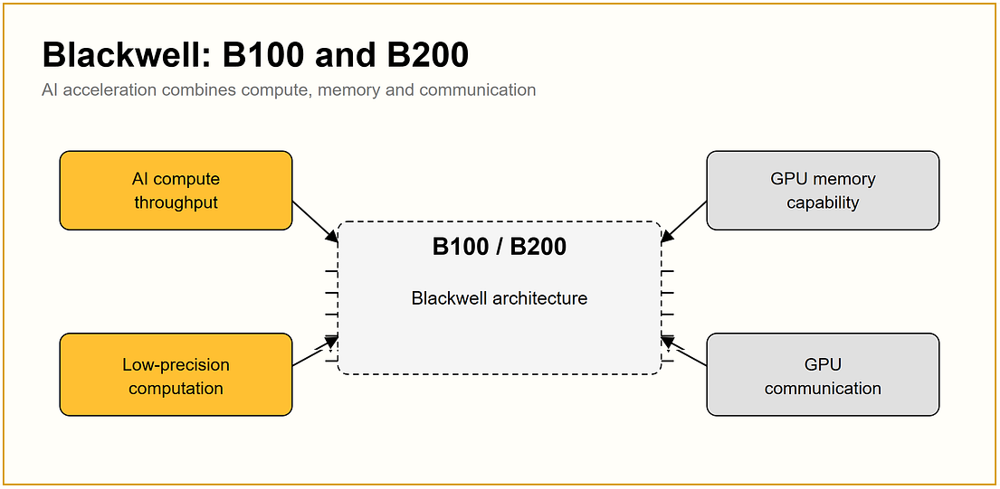 Blackwell: B100 and B200
AI acceleration combines compute, memory and communication
AI compute
throughput
GPU memory
capability
B100 / B200
Blackwell architecture
Low-precision
computation
GPU
communication